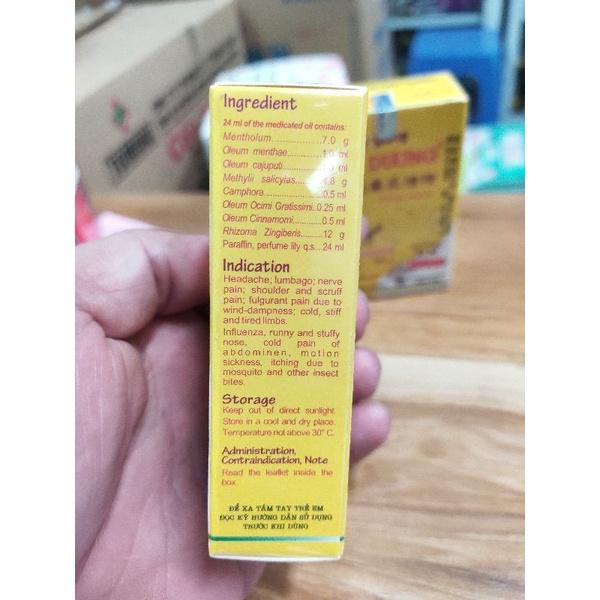 Ingredient
24 ml of the medicated oil contains:
Mentholum...................7.0 g
Oleum menthae...........1.0 ml
Oleum cajuputi............ ml
Methylii salicylas.........4.8 g
Camphora......................0.5 ml
Oleum Ocimi Gratissimi..0.25 ml
Oleum Cinnamomi.........0.5 ml
Rhizoma Zingiberis........12 g
Paraffin, perfume lily q.s...24 ml
Indication
Headache, lumbago; nerve
pain; shoulder and scruff
pain; fulgurant pain due to
wind-dampness; cold, stiff
and tired limbs.
Influenza, runny and stuffy
nose, cold pain of
abdominen, motion
sickness, itching due to
mosquito and other insect
bites.
Storage
Keep out of direct sunlight.
Store in a cool and dry place.
Temperature not above 30° C.
Administration,
Contraindication, Note
Read the leaflet inside the
box.
ĐỂ XA TẦM TAY TRẺ EM
ĐỌC KỸ HƯỚNG DẪN SỬ DỤNG
TRƯỚC KHI DÙNG